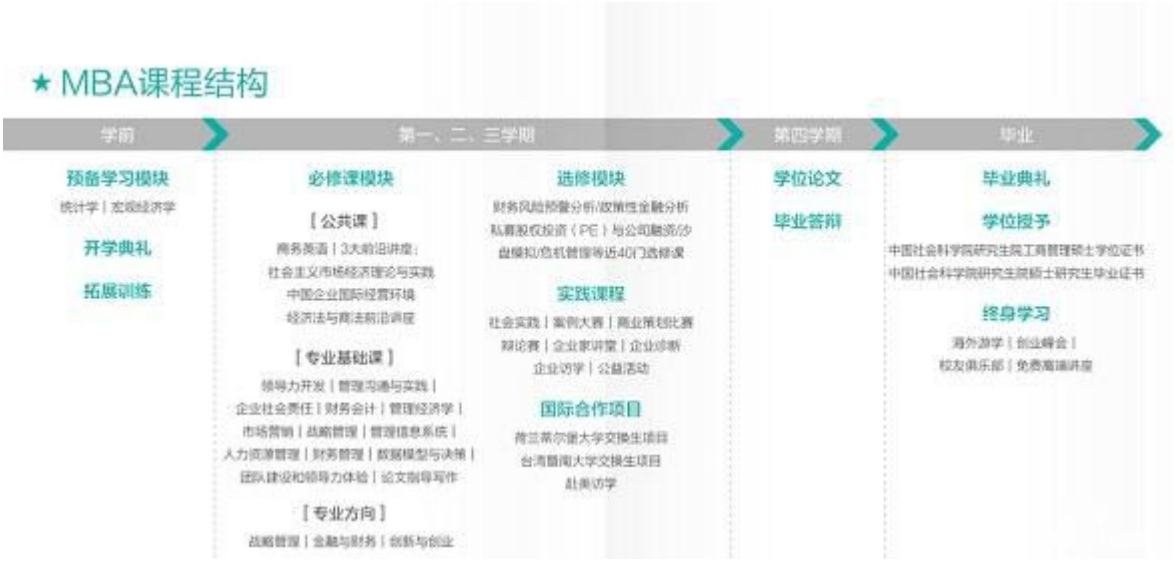 ★ MBA课程结构
学前
第一、二、三学期
第四学期
毕业
预备学习模块
统计学 | 宏观经济学
开学典礼
拓展训练
必修课模块
[ 公共课 ]
商务英语 | 3大前沿讲座：
社会主义市场经济理论与实践
中国企业国际经营环境
经济法与商法前沿讲座
[ 专业基础课 ]
领导力开发 | 管理沟通与实践 |
企业社会责任 | 财务会计 | 管理经济学 |
市场营销 | 战略管理 | 管理信息系统 |
人力资源管理 | 财务管理 | 数据模型与决策 |
团队建设和领导力体验 | 论文指导写作
[ 专业方向 ]
战略管理 | 金融与财务 | 创新与创业
选修模块
财务风险预警分析/政策性金融分析
私募股权投资（PE）与公司融资/沙
盘模拟/危机管理等近40门选修课
实践课程
社会实践 | 案例大赛 | 商业策划比赛
辩论赛 | 企业家讲堂 | 企业诊断
企业访学 | 公益活动
国际合作项目
荷兰蒂尔堡大学交换生项目
台湾暨南大学交换生项目
赴美访学
学位论文
毕业答辩
毕业典礼
学位授予
中国社会科学院研究生院工商管理硕士学位证书
中国社会科学院研究生院硕士研究生毕业证书
终身学习
海外游学 | 创业峰会 |
校友俱乐部 | 免费高端讲座